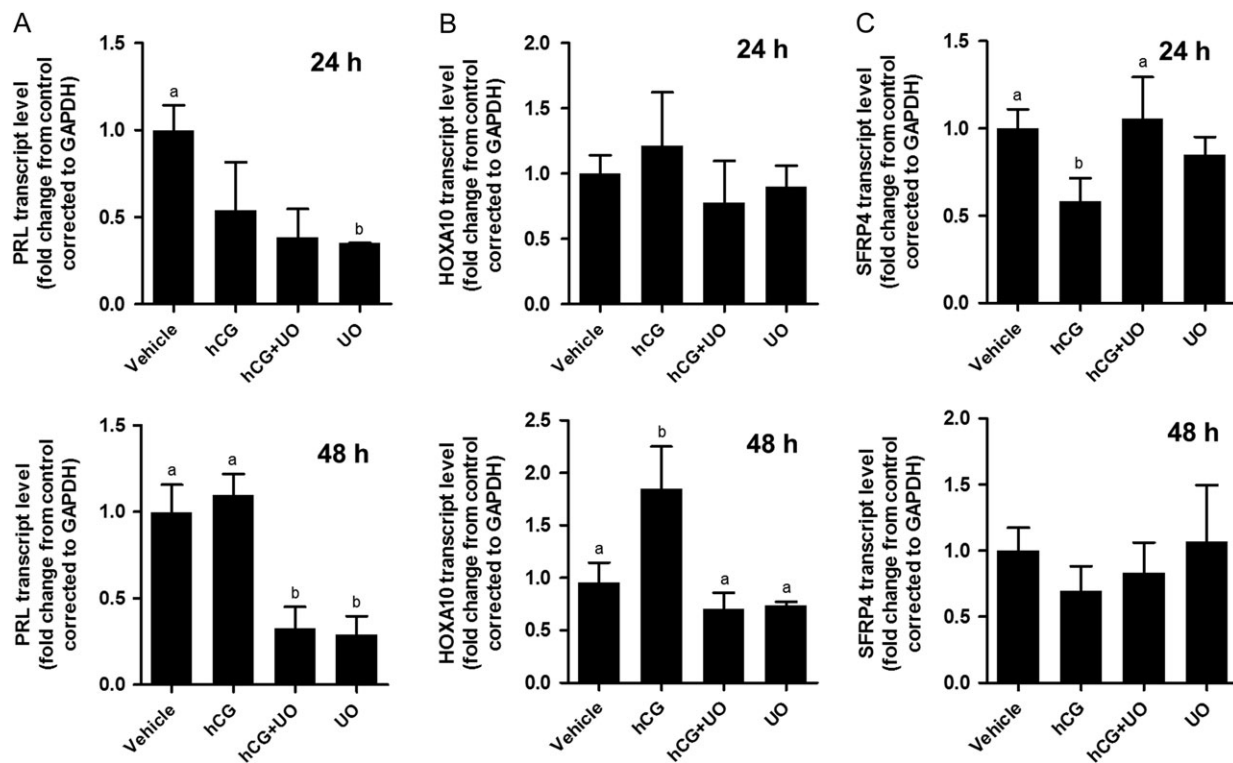 A
PRL transcript level
(fold change from control
corrected to GAPDH)
1.5
1.0
0.5
0.0
24 h
a
b
Vehicle
hCG
hCG+UO
UO
B
HOXA10 transcript level
(fold change from control
corrected to GAPDH)
2.0
1.5
1.0
0.5
0.0
24 h
Vehicle
hCG
hCG+UO
UO
C
SFRP4 transcript level
(fold change from control
corrected to GAPDH)
1.5
1.0
0.5
0.0
24 h
a
b
a
Vehicle
hCG
hCG+UO
UO
PRL transcript level
(fold change from control
corrected to GAPDH)
1.5
1.0
0.5
0.0
48 h
a
a
b
b
Vehicle
hCG
hCG+UO
UO
HOXA10 transcript level
(fold change from control
corrected to GAPDH)
2.5
2.0
1.5
1.0
0.5
0.0
48 h
a
b
a
a
Vehicle
hCG
hCG+UO
UO
SFRP4 transcript level
(fold change from control
corrected to GAPDH)
2.0
1.5
1.0
0.5
0.0
48 h
Vehicle
hCG
hCG+UO
UO